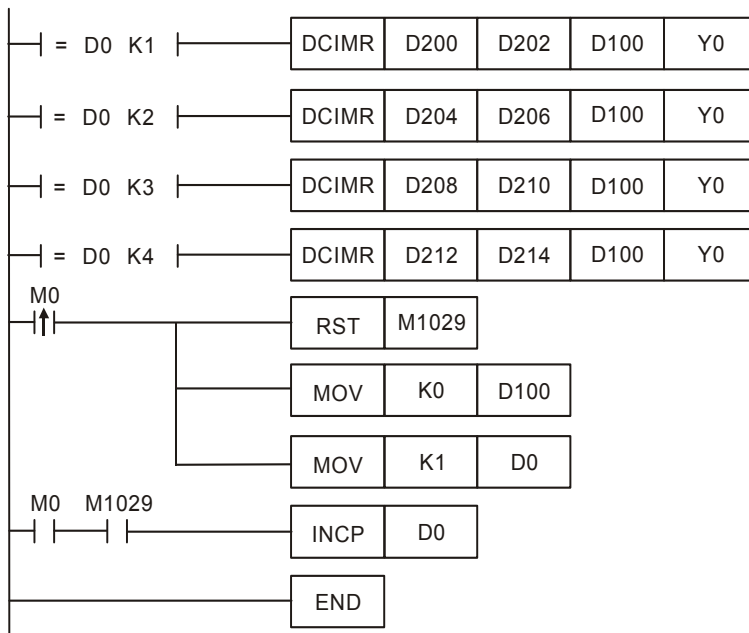 = D0 K1 DCIMR D200 D202 D100 Y0
= D0 K2 DCIMR D204 D206 D100 Y0
= D0 K3 DCIMR D208 D210 D100 Y0
= D0 K4 DCIMR D212 D214 D100 Y0
M0
RST M1029
MOV K0 D100
MOV K1 D0
M0 M1029
INCP D0
END